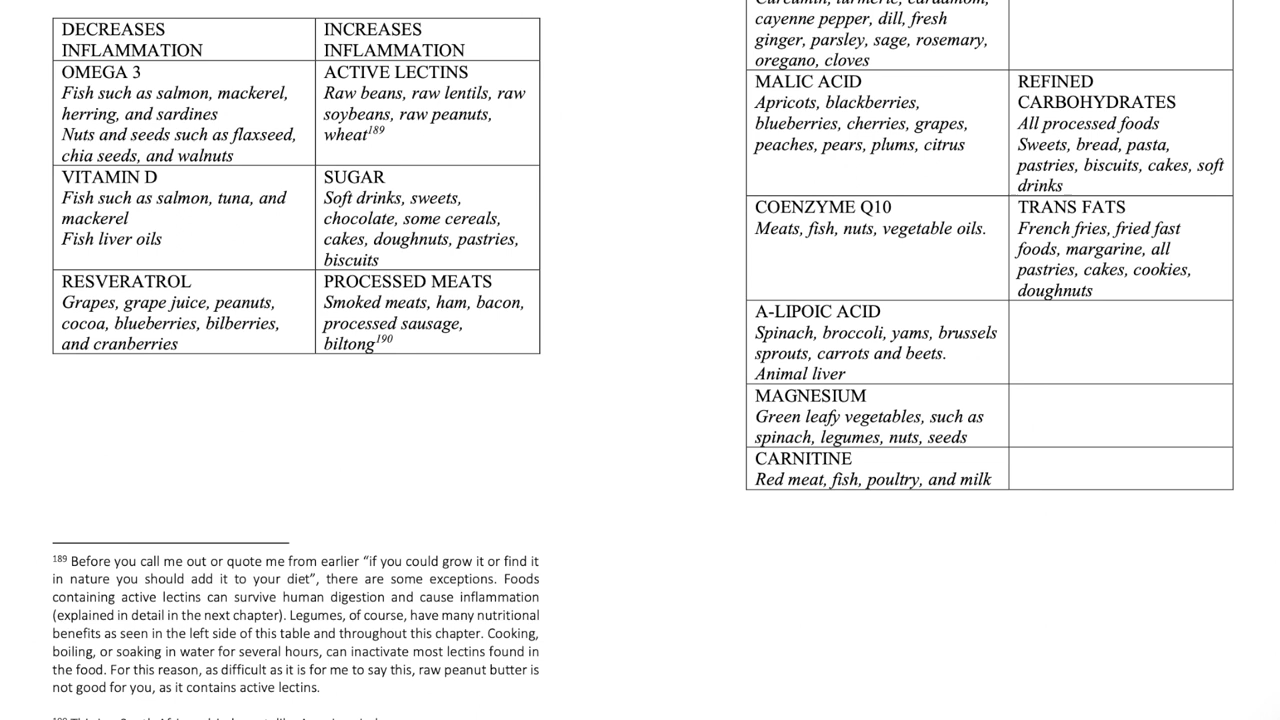 DECREASES INFLAMMATION | INCREASES INFLAMMATION
OMEGA 3 | ACTIVE LECTINS
Fish such as salmon, mackerel, | Raw beans, raw lentils, raw
herring, and sardines | soybeans, raw peanuts,
Nuts and seeds such as flaxseed, | wheat189
chia seeds, and walnuts
VITAMIN D | SUGAR
Fish such as salmon, tuna, and | Soft drinks, sweets,
mackerel | chocolate, some cereals,
Fish liver oils | cakes, doughnuts, pastries,
biscuits
RESVERATROL | PROCESSED MEATS
Grapes, grape juice, peanuts, | Smoked meats, ham, bacon,
cocoa, blueberries, bilberries, | processed sausage,
and cranberries | biltong190
189 Before you call me out or quote me from earlier “if you could grow it or find it
in nature you should add it to your diet”, there are some exceptions. Foods
containing active lectins can survive human digestion and cause inflammation
(explained in detail in the next chapter). Legumes, of course, have many nutritional
benefits as seen in the left side of this table and throughout this chapter. Cooking,
boiling, or soaking in water for several hours, can inactivate most lectins found in
the food. For this reason, as difficult as it is for me to say this, raw peanut butter is
not good for you, as it contains active lectins.
Curcumin, turmeric, cardamom,
cayenne pepper, dill, fresh
ginger, parsley, sage, rosemary,
oregano, cloves
MALIC ACID | REFINED
Apricots, blackberries, | CARBOHYDRATES
blueberries, cherries, grapes, | All processed foods
peaches, pears, plums, citrus | Sweets, bread, pasta,
pastries, biscuits, cakes, soft
drinks
COENZYME Q10 | TRANS FATS
Meats, fish, nuts, vegetable oils. | French fries, fried fast
foods, margarine, all
pastries, cakes, cookies,
doughnuts
A-LIPOIC ACID
Spinach, broccoli, yams, brussels
sprouts, carrots and beets.
Animal liver
MAGNESIUM
Green leafy vegetables, such as
spinach, legumes, nuts, seeds
CARNITINE
Red meat, fish, poultry, and milk